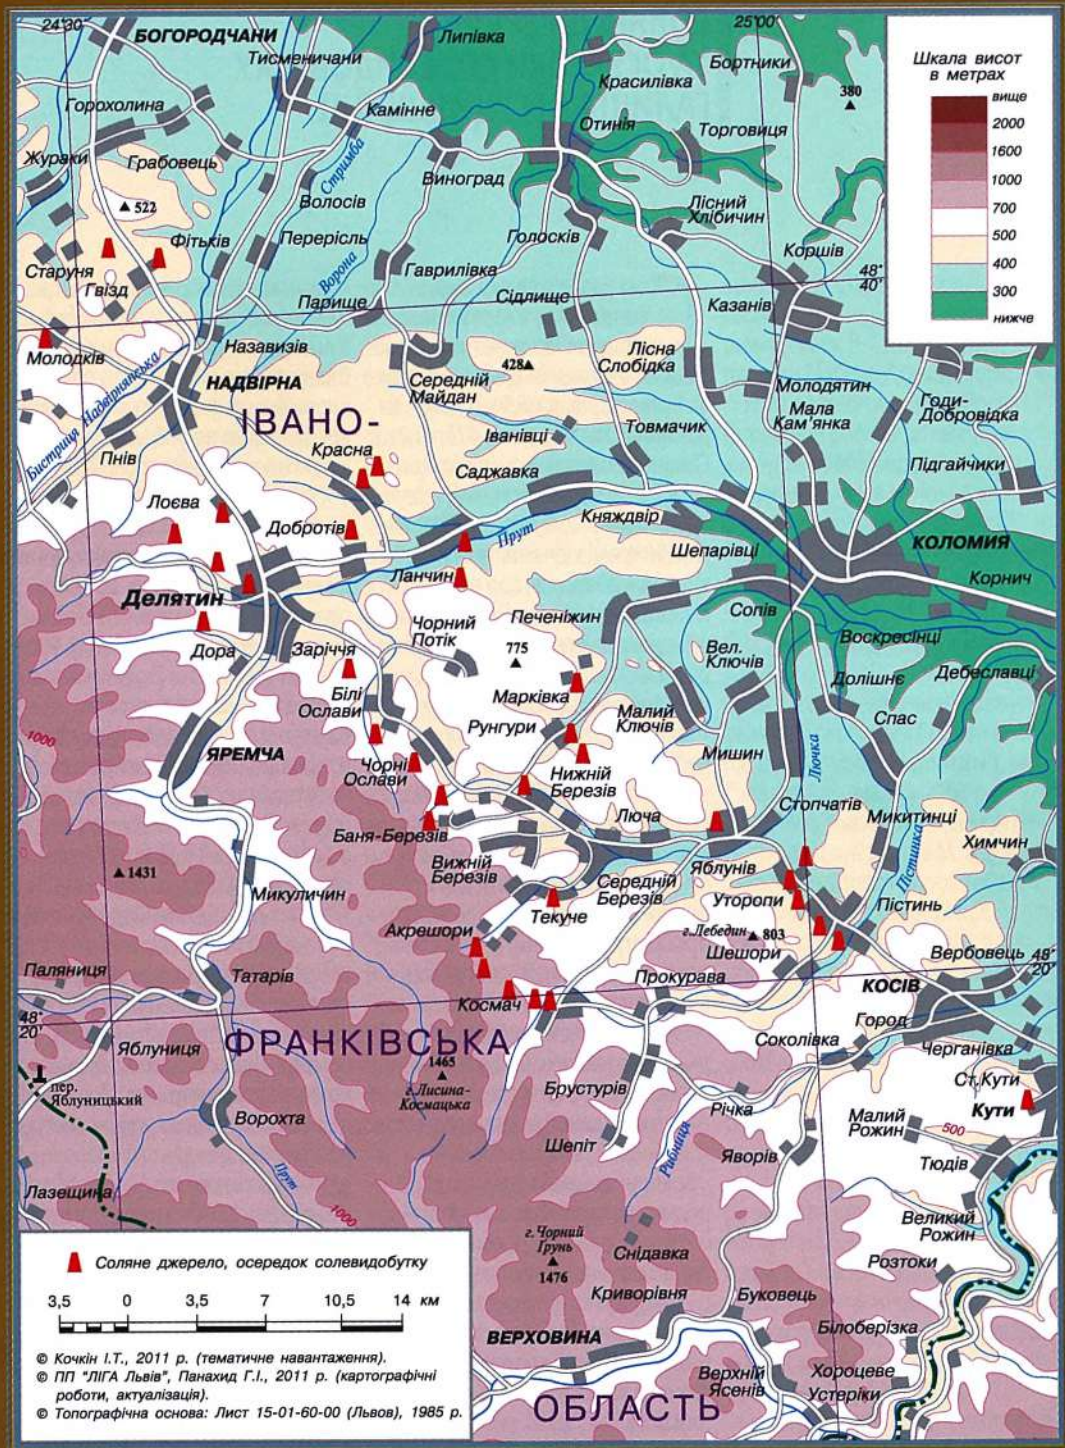 24°30'
25°00'
БОГОРОДЧАНИ
Липівка
Тисменичани
Красилівка
Бортники
380
Шкала висот
в метрах
вище
2000
1600
1000
700
500
400
300
нижче
Горохолина
Камінне
Отинія
Торговиця
Жураки
Грабовець
Стримба
Виноград
522
Волосів
Лісний
Хлібичин
Фітьків
Перерісль
Голосків
Коршів
Старуня
Гвізд
Ворона
Гаврилівка
48°
40'
Парище
Сідлище
Казанів
Молодків
Назавизів
428
Лісна
Слобідка
НАДВІРНА
Середній
Майдан
Молодятин
Бистриця Надвірнянська
ІВАНО-
Мала
Кам'янка
Годи-
Добровідка
Іванівці
Товмачик
Пнів
Красна
Саджавка
Підгайчики
Лоєва
Добротів
Прут
Княждвір
Шепарівці
КОЛОМИЯ
Ланчин
Корнич
Делятин
Чорний
Потік
Печеніжин
Сопів
Воскресінці
Дора
Заріччя
775
Вел.
Ключів
Долішнє
Дебеславці
Білі
Ослави
Марківка
Рунгури
Малий
Ключів
Спас
1000
ЯРЕМЧА
Мишин
Лючка
Чорні
Ослави
Нижній
Березів
Стопчатів
Баня-Березів
Люча
Микитинці
Химчин
1431
Вижній
Березів
Яблунів
Пістинька
Микуличин
Середній
Березів
Уторопи
Пістинь
Текуче
Акрешори
г.Лебедин
803
Шешори
Вербовець
48°
20'
Паляниця
Татарів
Прокурава
КОСІВ
Космач
48°
20'
Город
Яблуниця
ФРАНКІВСЬКА
Соколівка
Черганівка
1465
г.Лисина-
Космацька
пер.
Яблуницький
Брустурів
Ст.Кути
Кути
Ворохта
Річка
Малий
Рожин
500
Шепіт
Рибниця
Яворів
Тюдів
Прут
Лазещина
1000
Великий
Рожин
г.Чорний
Грунь
1476
Снідавка
Розтоки
Соляне джерело, осередок солевидобутку
3,5 0 3,5 7 10,5 14 км
Криворівня
Буковець
Білоберізка
ВЕРХОВИНА
© Кочкін І.Т., 2011 р. (тематичне навантаження).
© ПП "ЛІГА Львів", Панахид Г.І., 2011 р. (картографічні
роботи, актуалізація).
© Топографічна основа: Лист 15-01-60-00 (Львов), 1985 р.
Верхній
Ясенів
Хороцеве
Устеріки
ОБЛАСТЬ